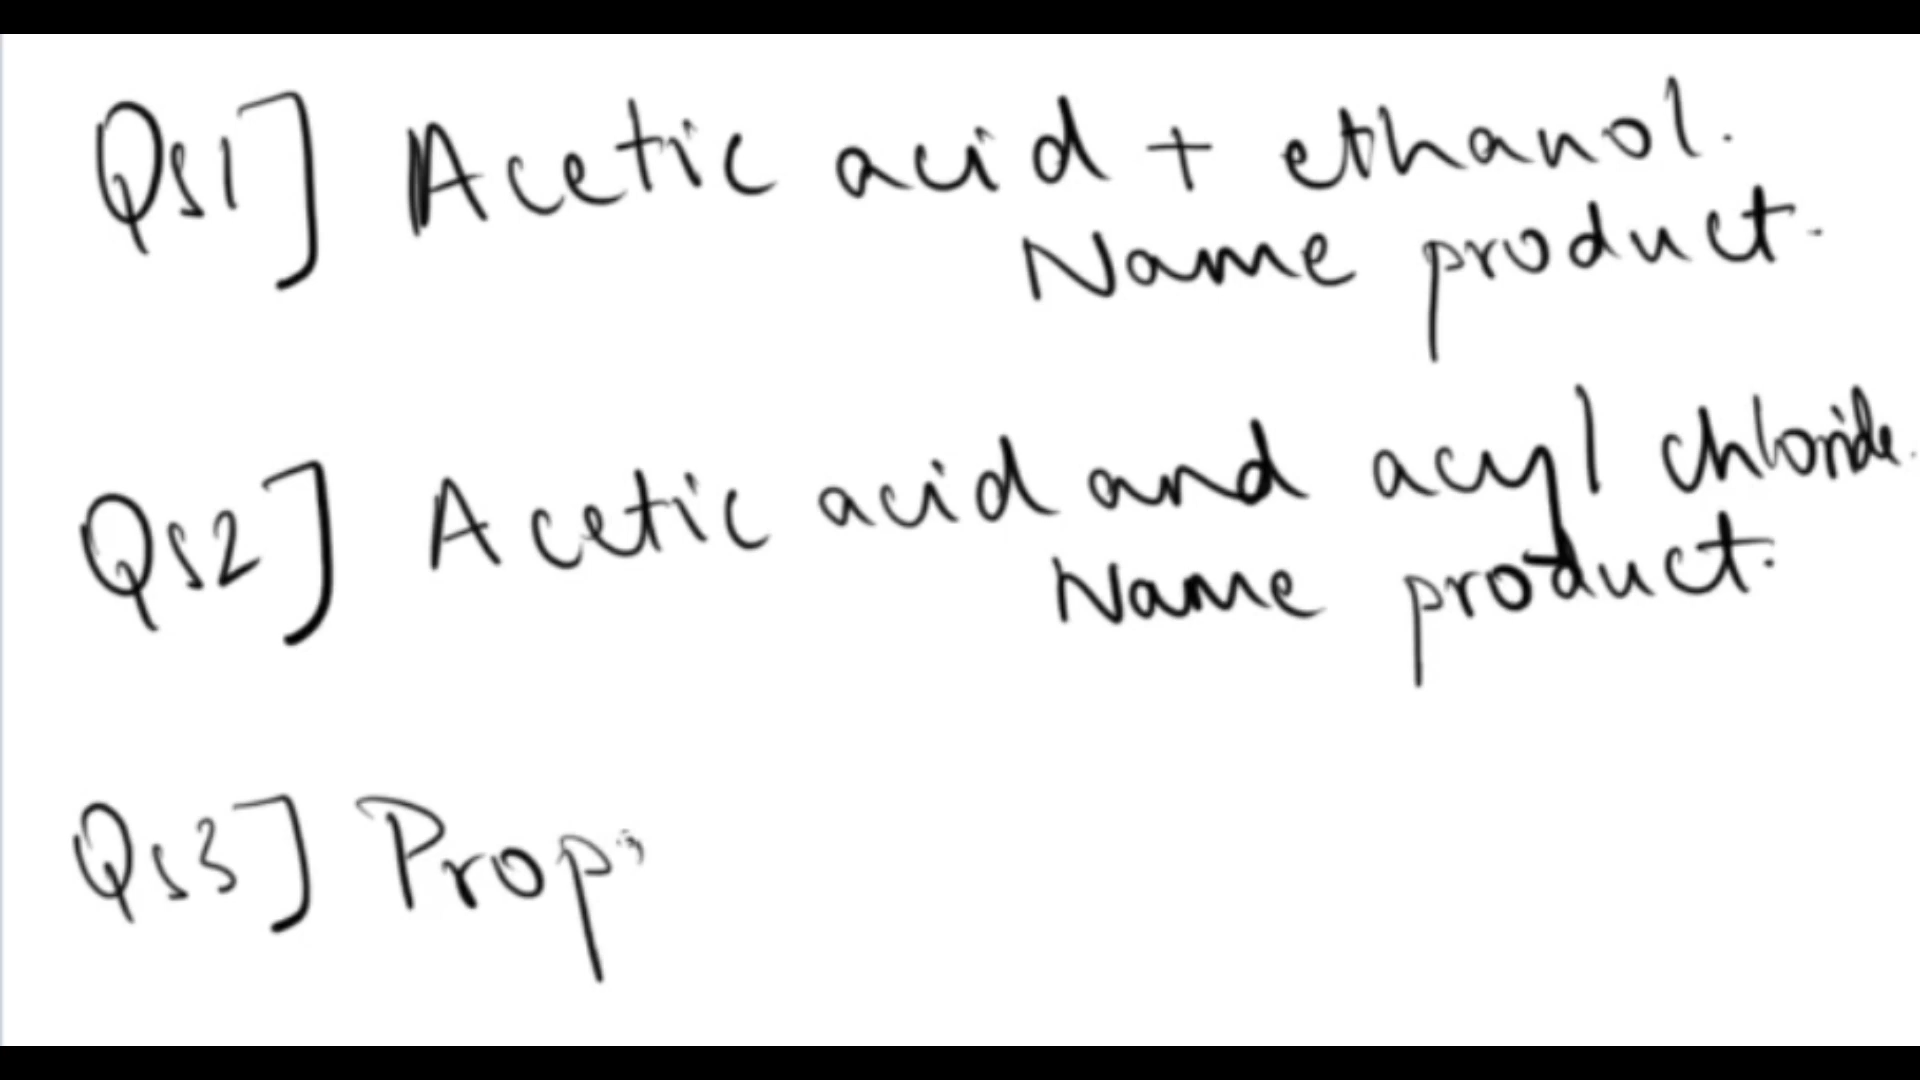 Qs1] Acetic acid + ethanol.
Name product.
Qs2] Acetic acid and acyl chloride.
Name product.
Qs3] Prop